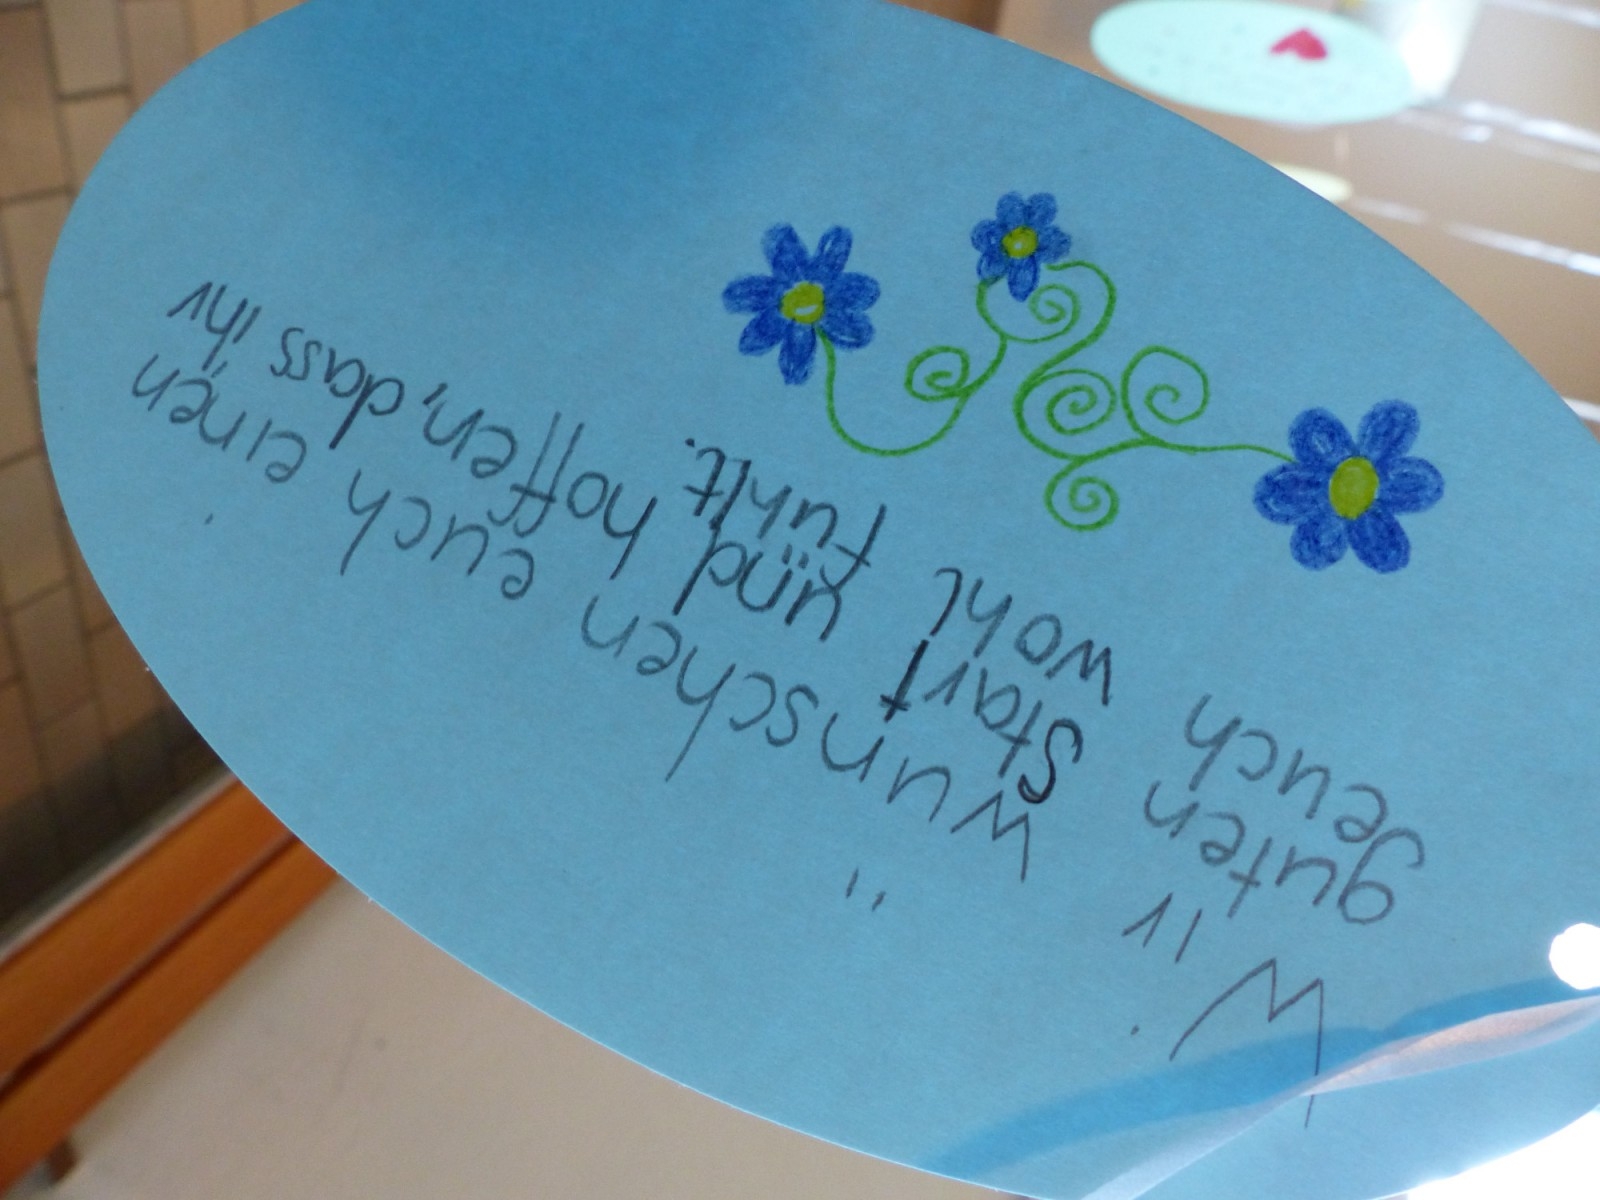 Wir wünschen euch einen
guten Start und hoffen, dass ihr
euch wohl fühlt.